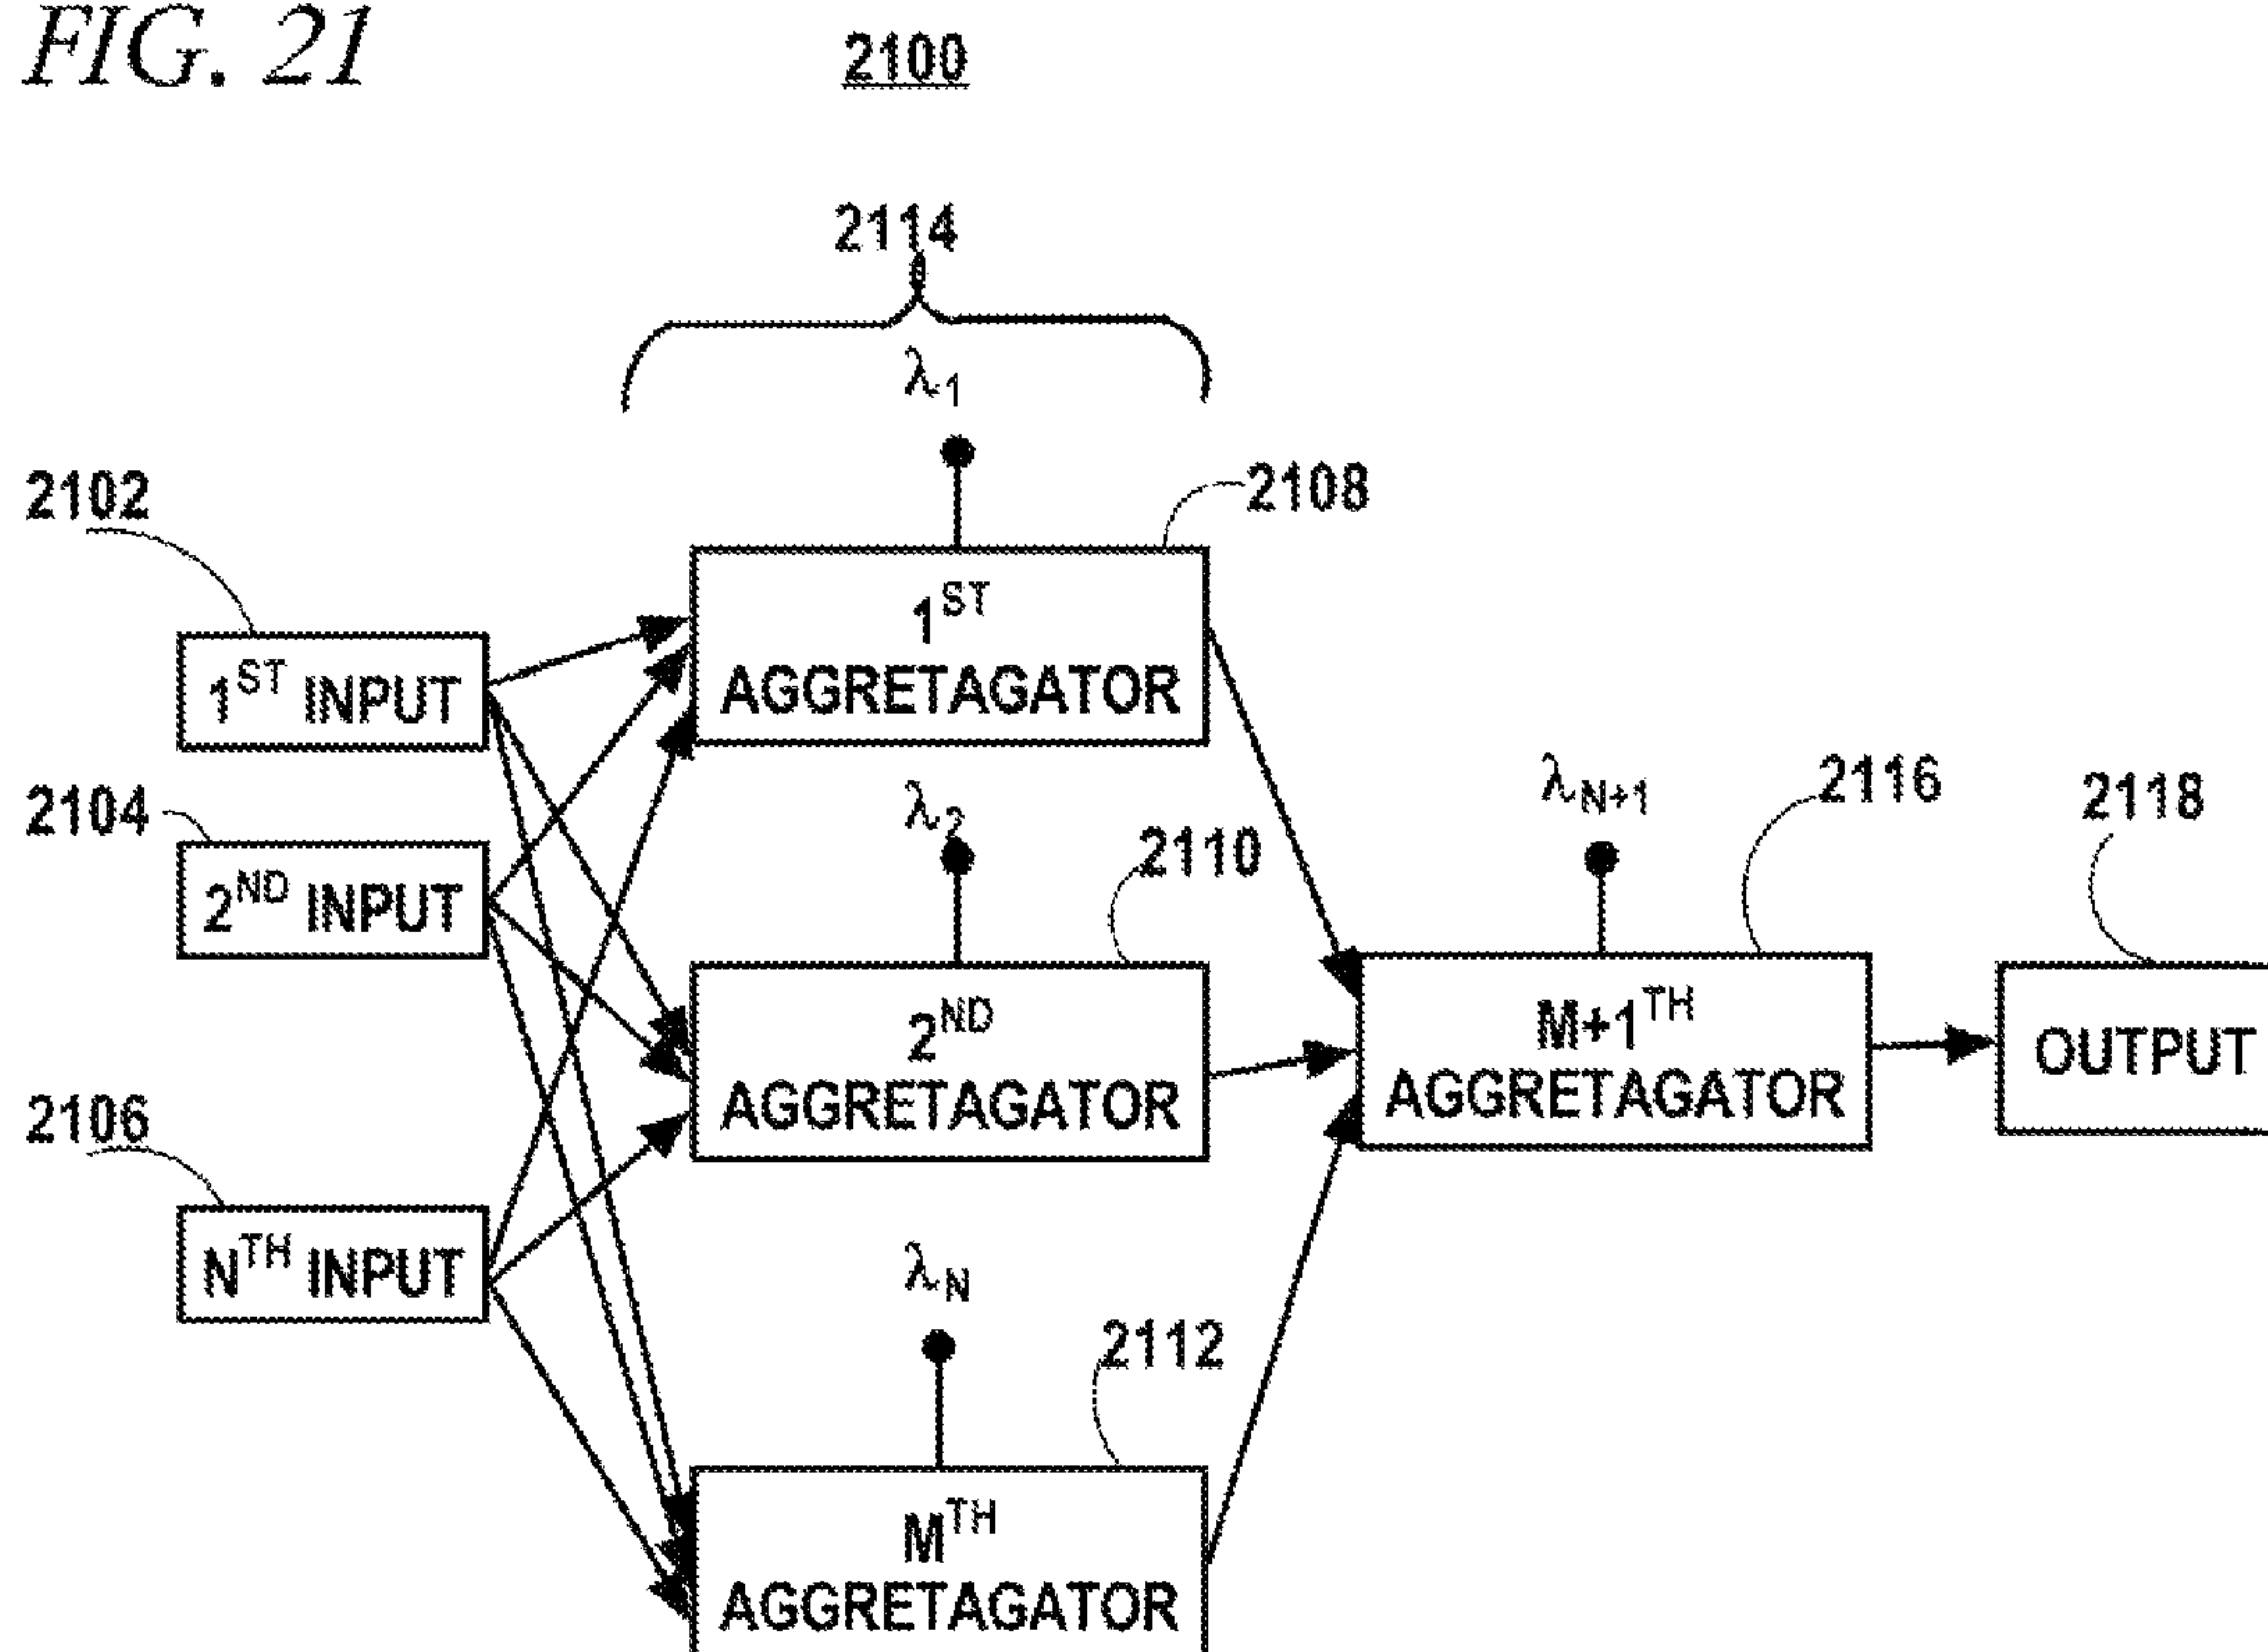 FIG. 21
2100
2114
λ1
2102
2108
1ST
AGGRETAGATOR
1ST INPUT
2104
λ2
2110
λN+1
2116
2118
2ND INPUT
2ND
AGGRETAGATOR
M+1TH
AGGRETAGATOR
OUTPUT
2106
NTH INPUT
λN
2112
MTH
AGGRETAGATOR